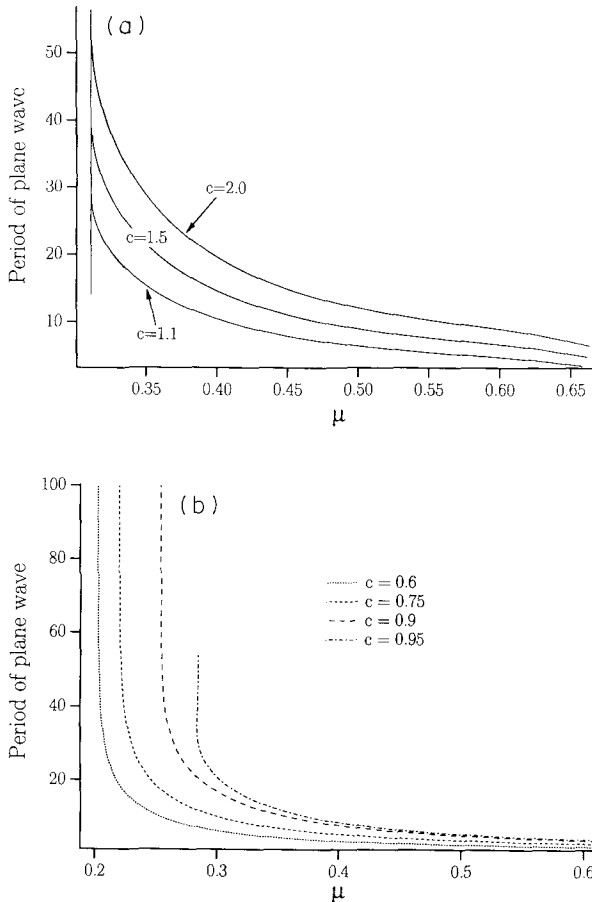 (a)
Period of plane wave
50
40
30
20
10
c=2.0
c=1.5
c=1.1
0.35
0.40
0.45
0.50
0.55
0.60
0.65
μ
(b)
Period of plane wave
100
80
60
40
20
c = 0.6
c = 0.75
c = 0.9
c = 0.95
0.2
0.3
0.4
0.5
0.6
μ